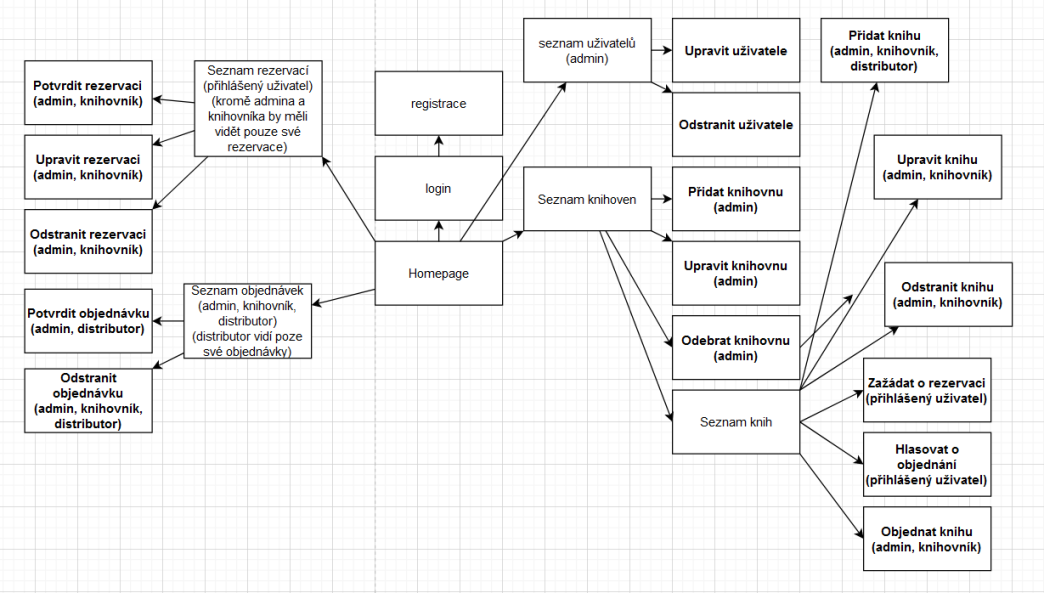 Potvrdit rezervaci
(admin, knihovník)
Upravit rezervaci
(admin, knihovník)
Odstranit rezervaci
(admin, knihovník)
Potvrdit objednávku
(admin, distributor)
Odstranit
objednávku
(admin, knihovník,
distributor)
Seznam rezervací
(přihlášený uživatel)
(kromě admina a
knihovníka by měli
vidět pouze své
rezervace)
Seznam objednávek
(admin, knihovník,
distributor)
(distributor vidí poze
své objednávky)
registrace
login
Homepage
seznam uživatelů
(admin)
Seznam knihoven
Upravit uživatele
Odstranit uživatele
Přidat knihovnu
(admin)
Upravit knihovnu
(admin)
Odebrat knihovnu
(admin)
Seznam knih
Přidat knihu
(admin, knihovník,
distributor)
Upravit knihu
(admin, knihovník)
Odstranit knihu
(admin, knihovník)
Zažádat o rezervaci
(přihlášený uživatel)
Hlasovat o
objednání
(přihlášený uživatel)
Objednat knihu
(admin, knihovník)